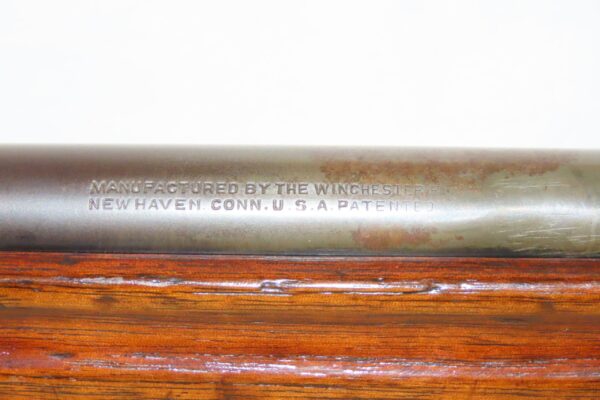 MANUFACTURED BY THE WINCHESTER
NEW HAVEN. CONN. U.S.A. PATENTED